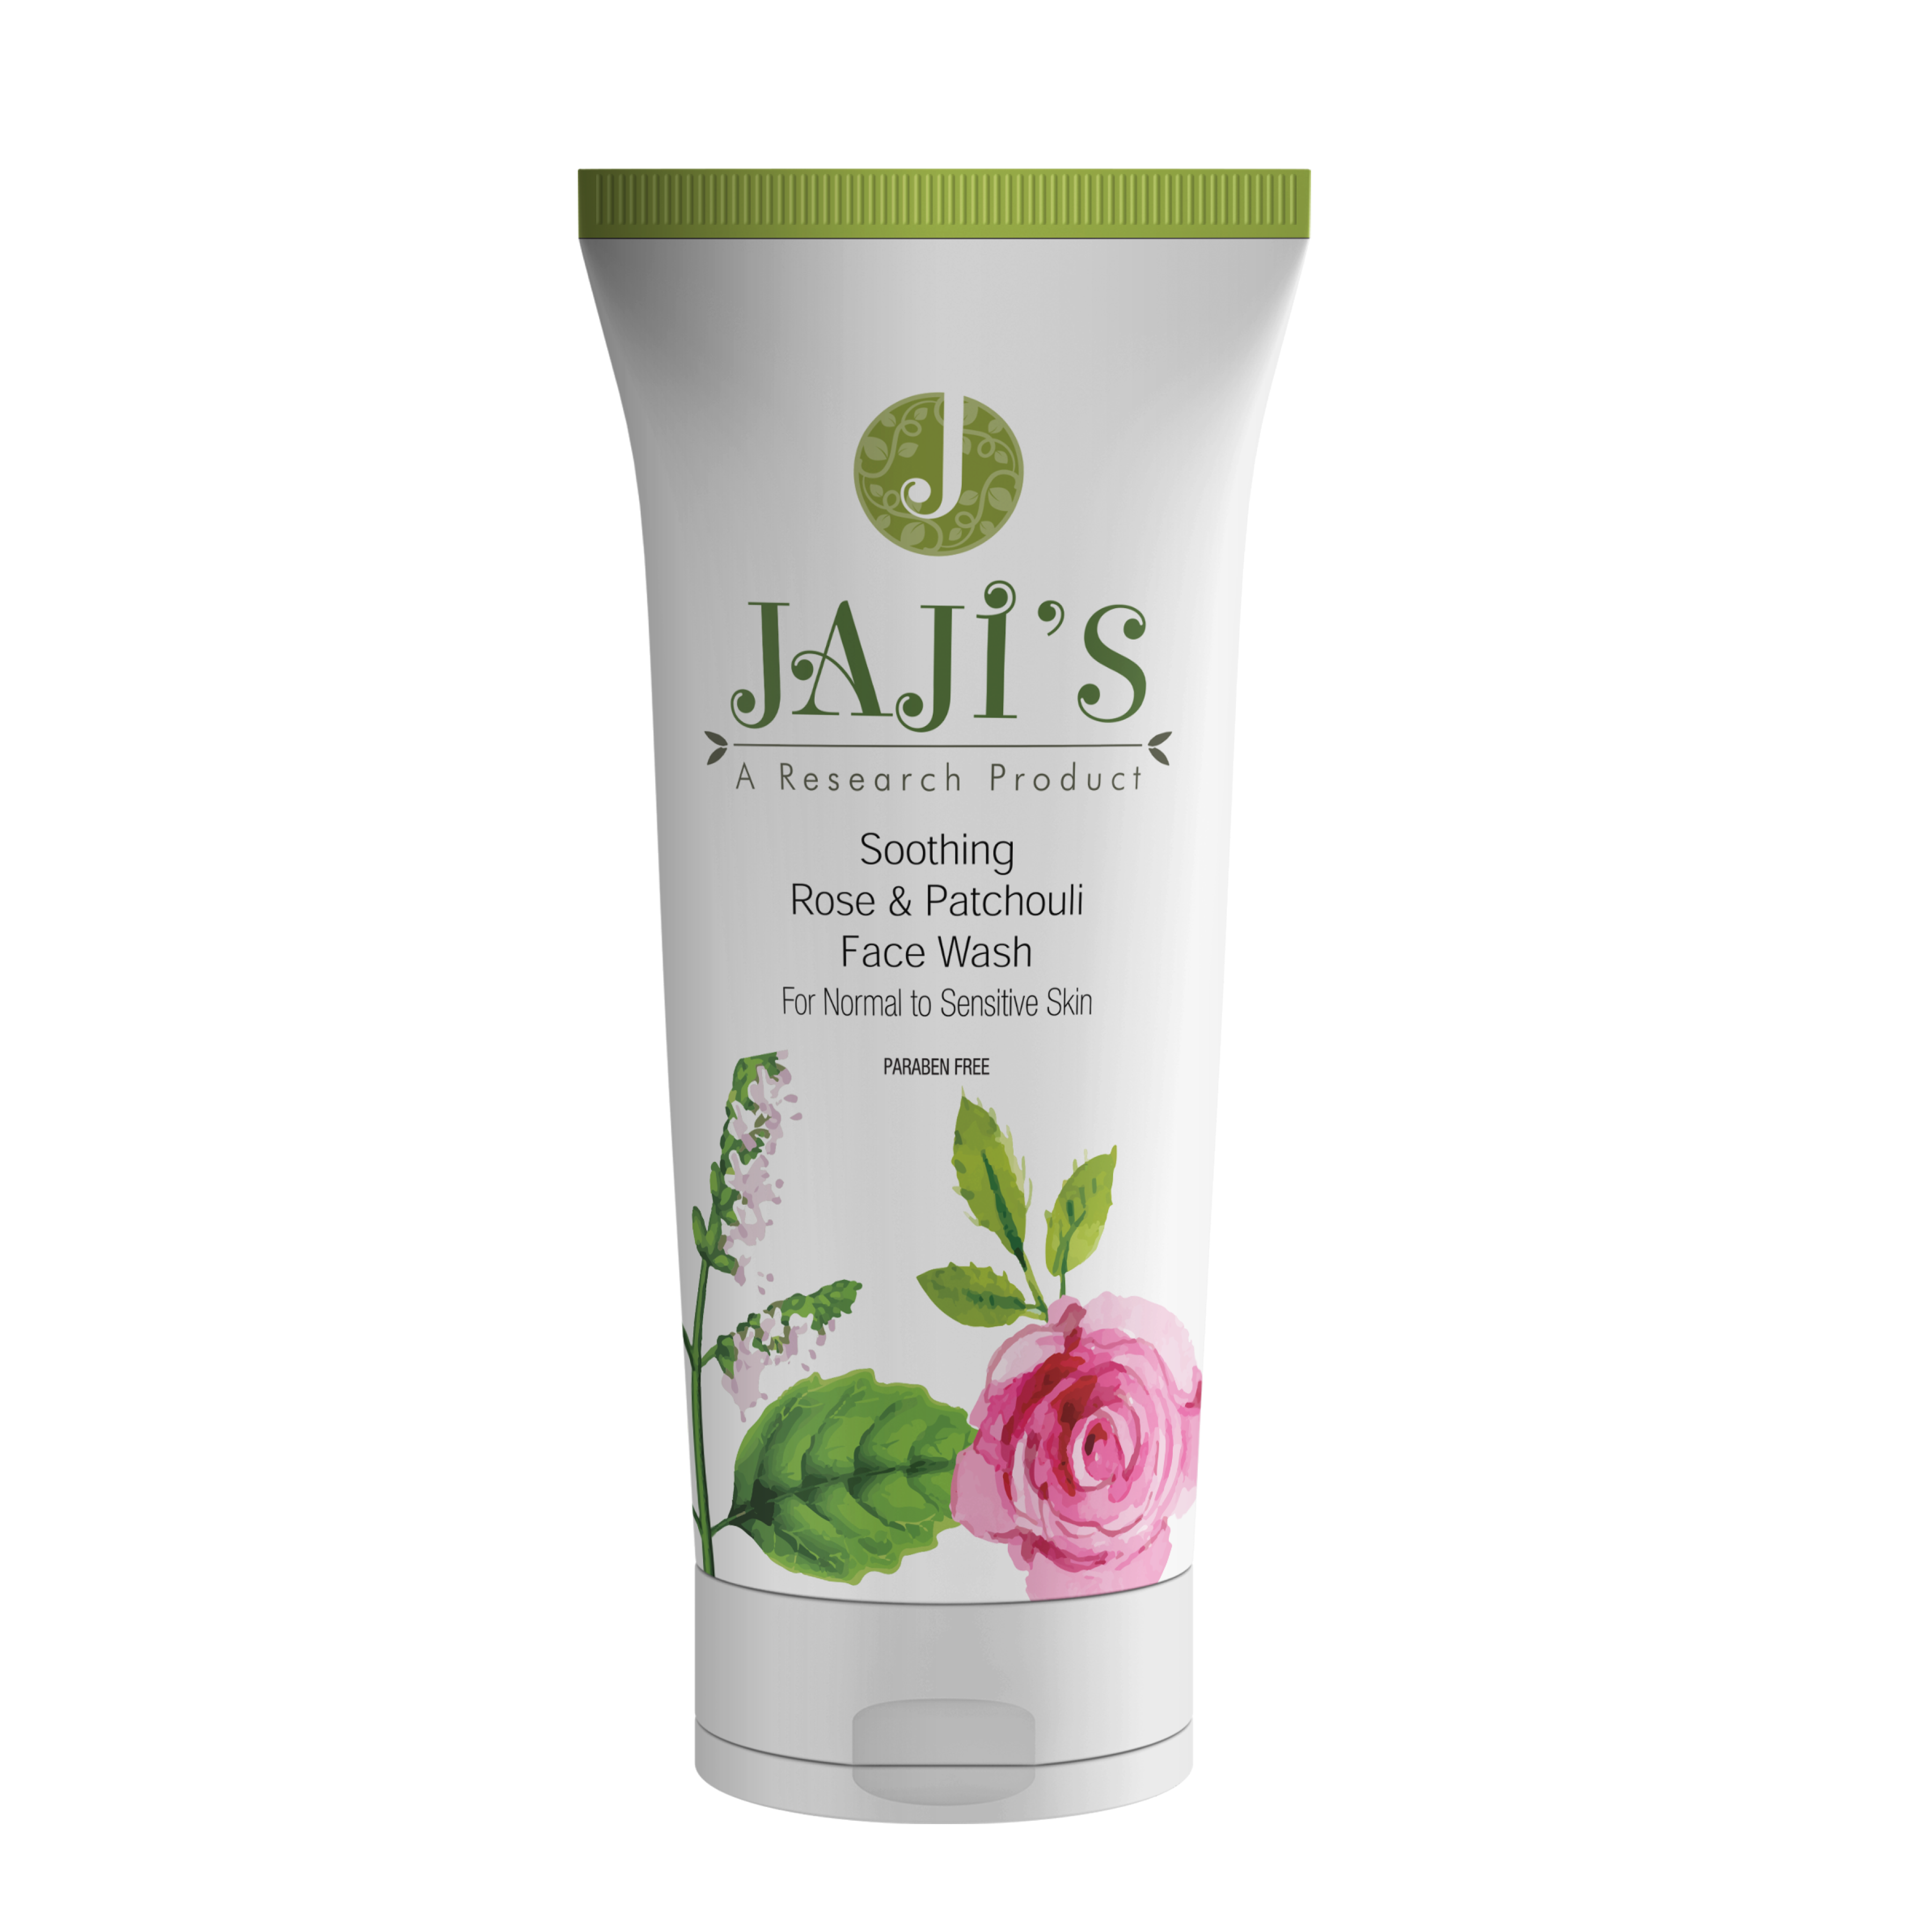 J
JAJI'S
A Research Product
Soothing
Rose & Patchouli
Face Wash
For Normal to Sensitive Skin
PARABEN FREE